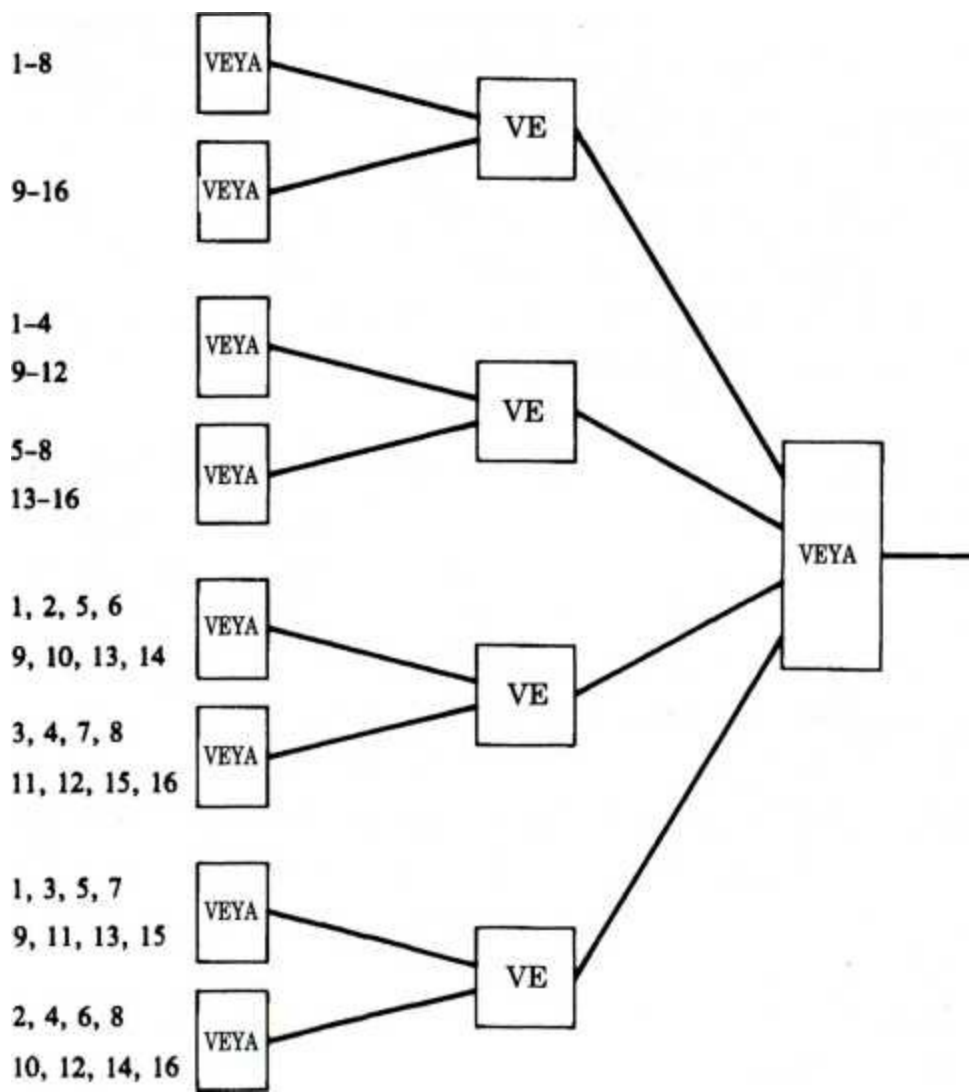 1–8
VEYA
VE
9–16
VEYA
1–4
9–12
VEYA
VE
5–8
13–16
VEYA
VEYA
1, 2, 5, 6
9, 10, 13, 14
VEYA
VE
3, 4, 7, 8
11, 12, 15, 16
VEYA
1, 3, 5, 7
9, 11, 13, 15
VEYA
VE
2, 4, 6, 8
10, 12, 14, 16
VEYA